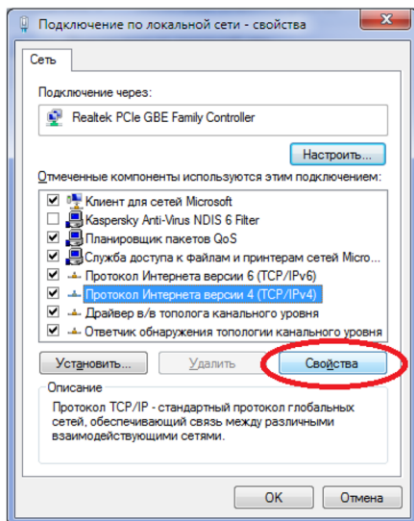 Подключение по локальной сети - свойства
Сеть
Подключение через:
Realtek PCIe GBE Family Controller
Настроить...
Отмеченные компоненты используются этим подключением:
Клиент для сетей Microsoft
Kaspersky Anti-Virus NDIS 6 Filter
Планировщик пакетов QoS
Служба доступа к файлам и принтерам сетей Micro...
Протокол Интернета версии 6 (TCP/IPv6)
Протокол Интернета версии 4 (TCP/IPv4)
Драйвер в/в тополога канального уровня
Ответчик обнаружения топологии канального уровня
Установить... Удалить Свойства
Описание
Протокол TCP/IP - стандартный протокол глобальных
сетей, обеспечивающий связь между различными
взаимодействующими сетями.
OK Отмена